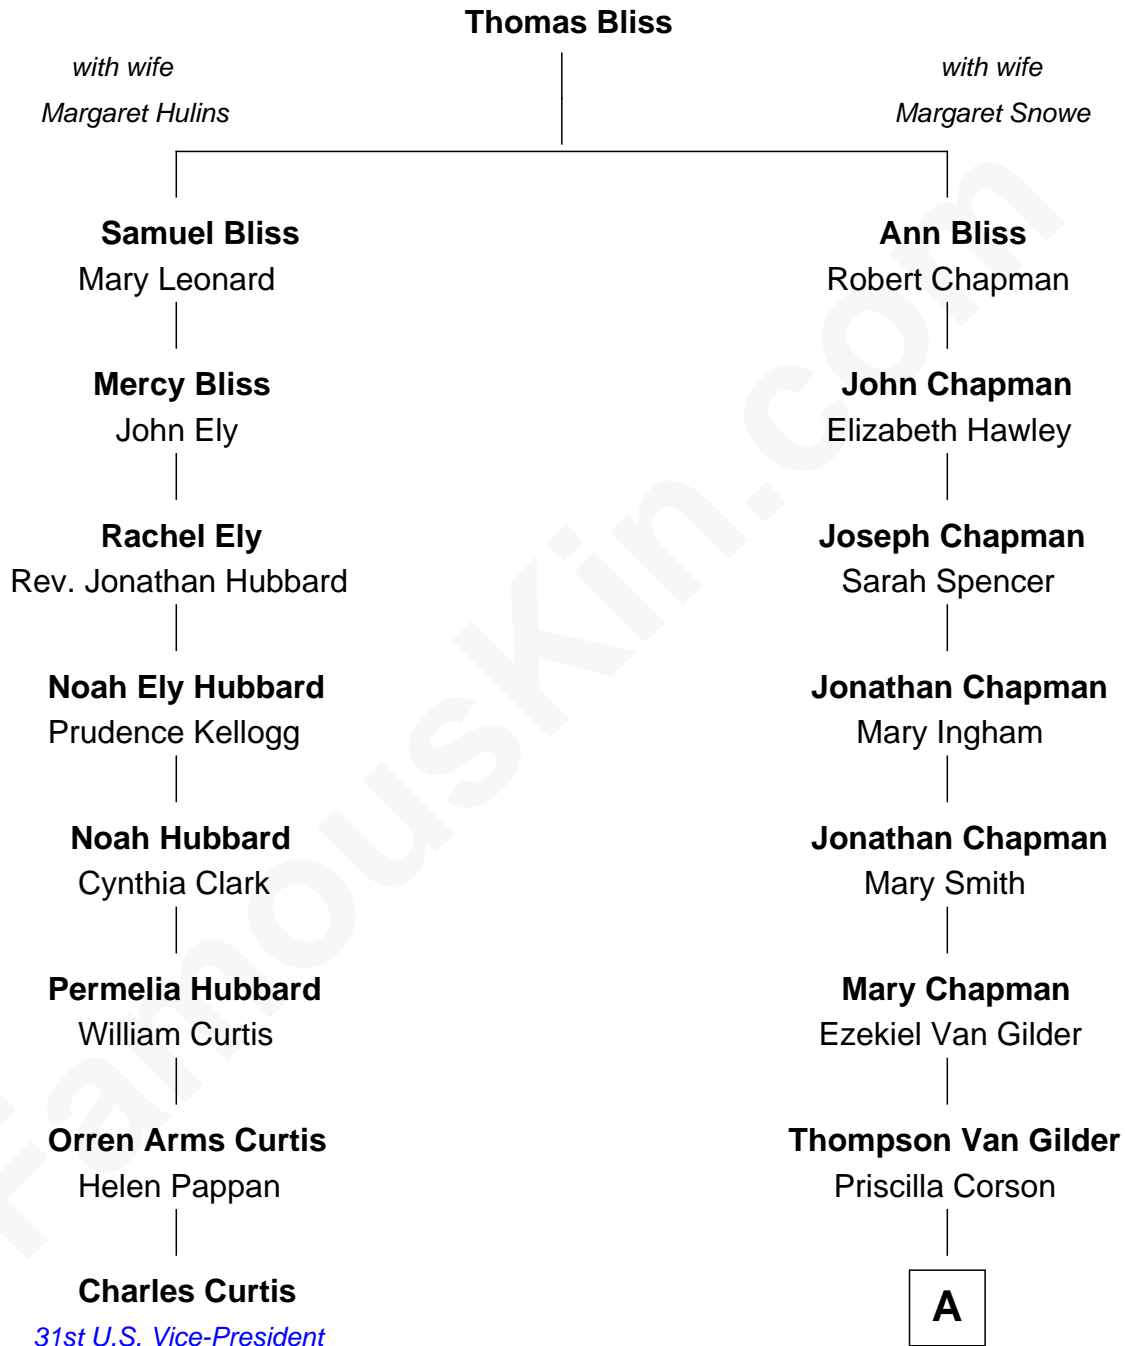 Thomas Bliss
with wife
Margaret Hulins
with wife
Margaret Snowe
Samuel Bliss
Mary Leonard
Ann Bliss
Robert Chapman
Mercy Bliss
John Ely
John Chapman
Elizabeth Hawley
Rachel Ely
Rev. Jonathan Hubbard
Joseph Chapman
Sarah Spencer
Noah Ely Hubbard
Prudence Kellogg
Jonathan Chapman
Mary Ingham
Noah Hubbard
Cynthia Clark
Jonathan Chapman
Mary Smith
Permelia Hubbard
William Curtis
Mary Chapman
Ezekiel Van Gilder
Orren Arms Curtis
Helen Pappan
Thompson Van Gilder
Priscilla Corson
Charles Curtis
31st U.S. Vice-President
A
FamousKin.com